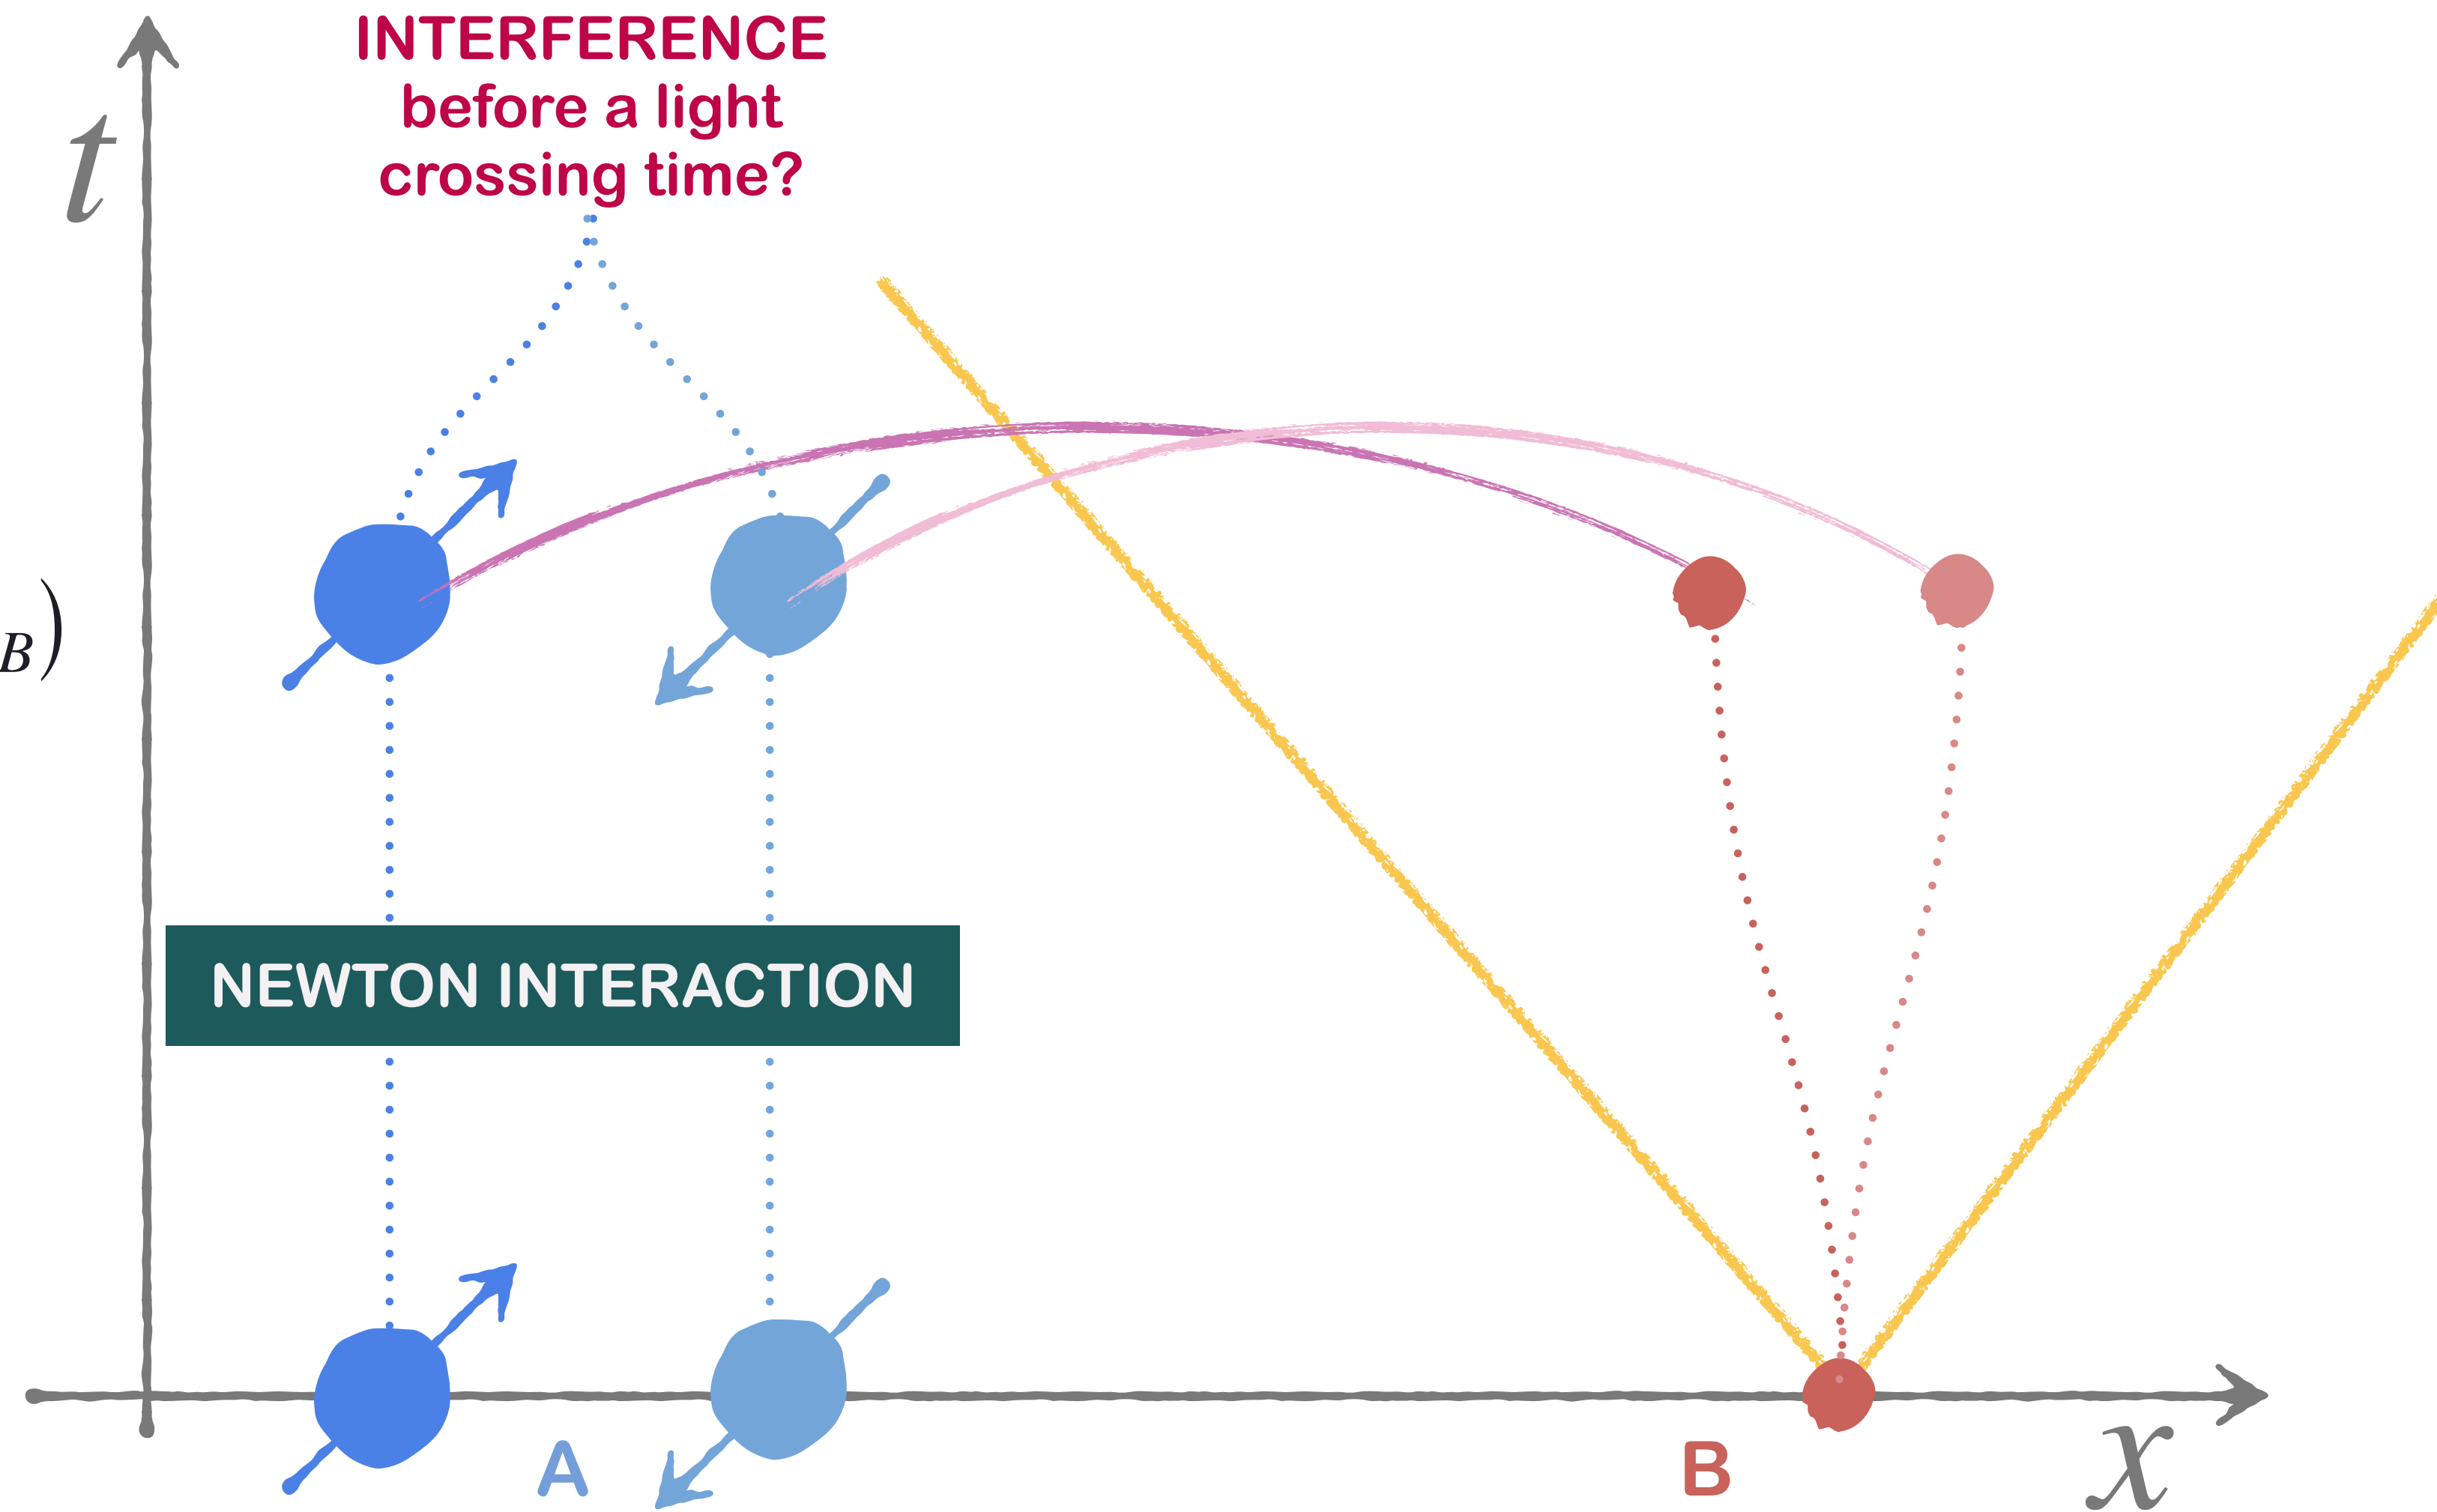 INTERFERENCE
before a light
crossing time?
t
B)
NEWTON INTERACTION
A
B
x